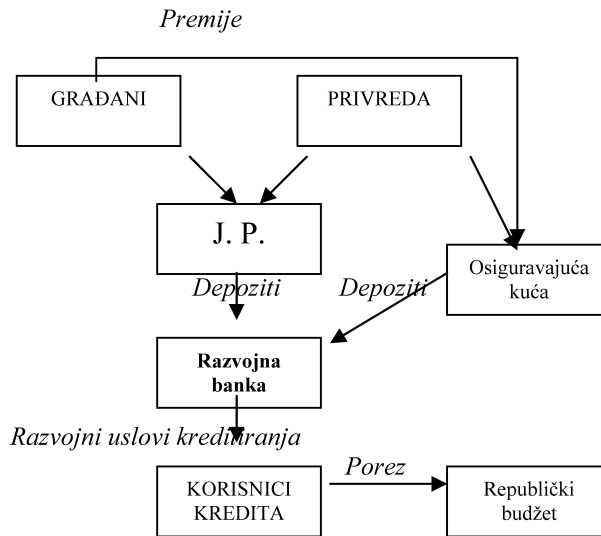 Premije
GRAĐANI
PRIVREDA
J. P.
Osiguravajuća
kuća
Depoziti
Depoziti
Razvojna
banka
Razvojni uslovi kreditiranja
KORISNICI
KREDITA
Porez
Republički
budžet